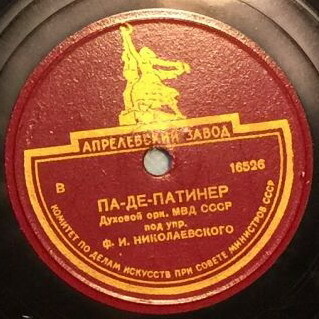 АПРЕЛЕВСКИЙ ЗАВОД
В
16526
ПА-ДЕ-ПАТИНЕР
Духовой орк. МВД СССР
под упр.
Ф. И. НИКОЛАЕВСКОГО
КОМИТЕТ ПО ДЕЛАМ ИСКУССТВ ПРИ СОВЕТЕ МИНИСТРОВ СССР